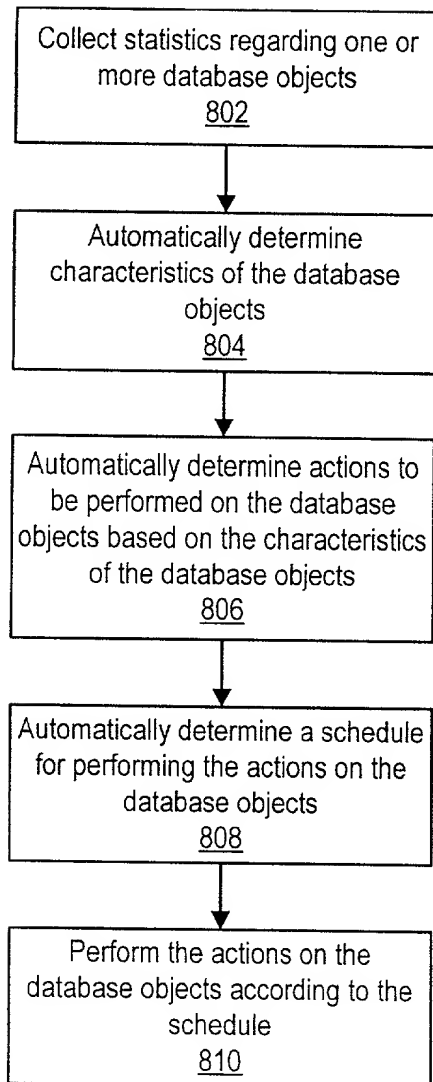 Collect statistics regarding one or
more database objects
802
Automatically determine
characteristics of the database
objects
804
Automatically determine actions to
be performed on the database
objects based on the characteristics
of the database objects
806
Automatically determine a schedule
for performing the actions on the
database objects
808
Perform the actions on the
database objects according to the
schedule
810